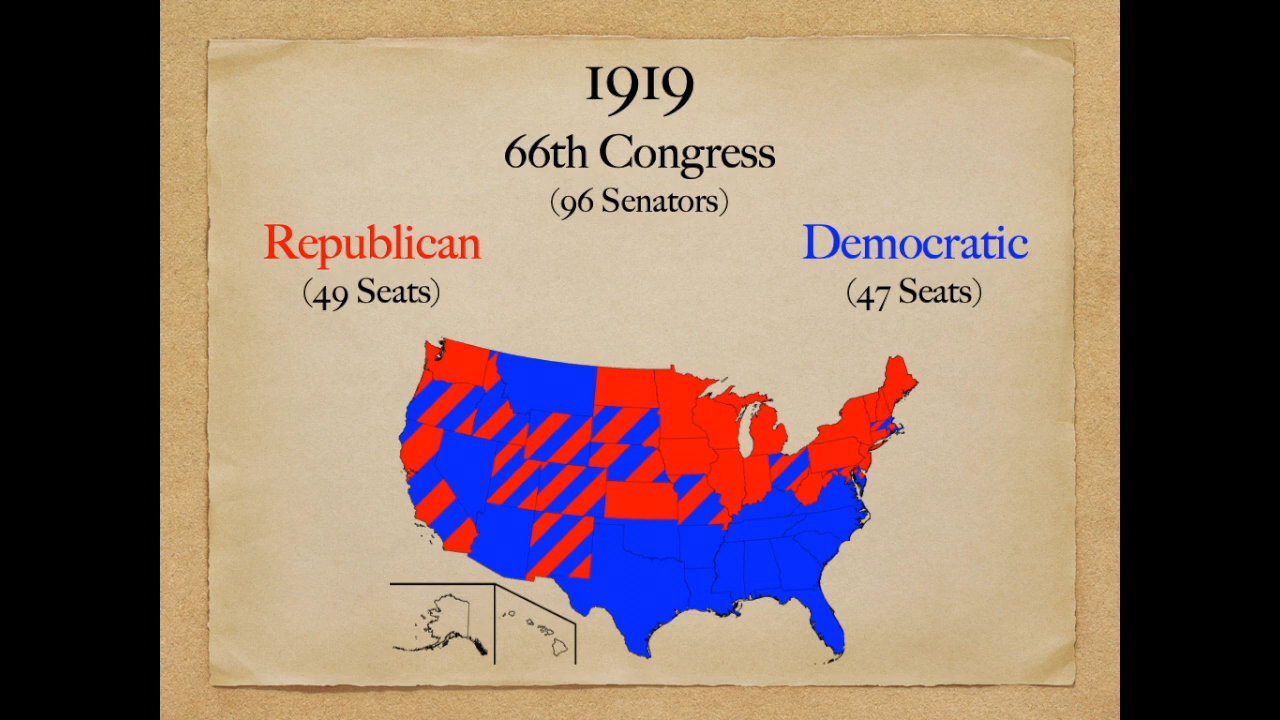 1919
66th Congress
(96 Senators)
Republican
(49 Seats)
Democratic
(47 Seats)